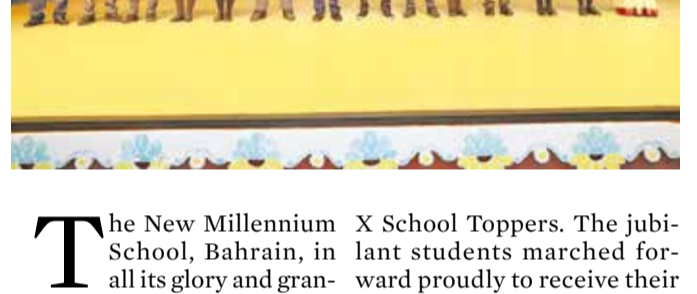 The New Millennium
School, Bahrain, in
all its glory and gran-
X School Toppers. The jubi-
lant students marched for-
ward proudly to receive their